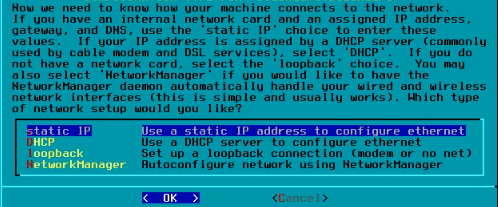 Now we need to know how your machine connects to the network.
If you have an internal network card and an assigned IP address,
gateway, and DNS, use the 'static IP' choice to enter these
values.  If your IP address is assigned by a DHCP server (commonly
used by cable modem and DSL services), select 'DHCP'.  If you do
not have a network card, select the 'loopback' choice.  You may
also select 'NetworkManager' if you would like to have the
NetworkManager daemon automatically handle your wired and wireless
network interfaces (this is simple and usually works). Which type
of network setup would you like?
static IP Use a static IP address to configure ethernet
DHCP Use a DHCP server to configure ethernet
loopback Set up a loopback connection (modem or no net)
NetworkManager Autoconfigure network using NetworkManager
< OK > <Cancel>